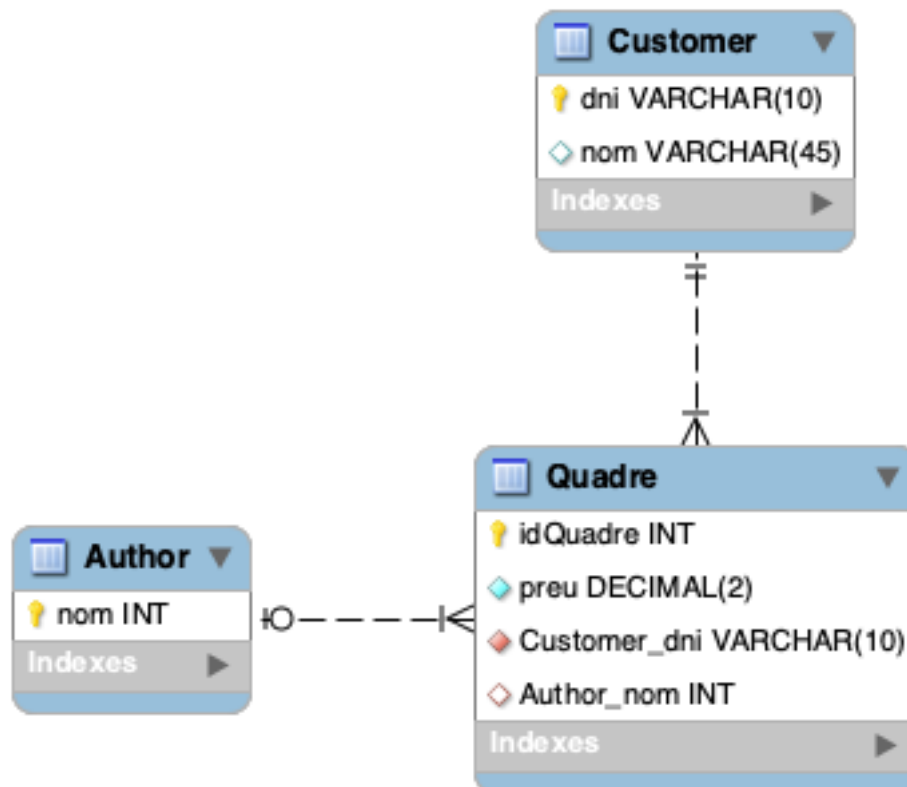 Customer
dni VARCHAR(10)
nom VARCHAR(45)
Indexes
Quadre
idQuadre INT
preu DECIMAL(2)
Customer_dni VARCHAR(10)
Author_nom INT
Indexes
Author
nom INT
Indexes